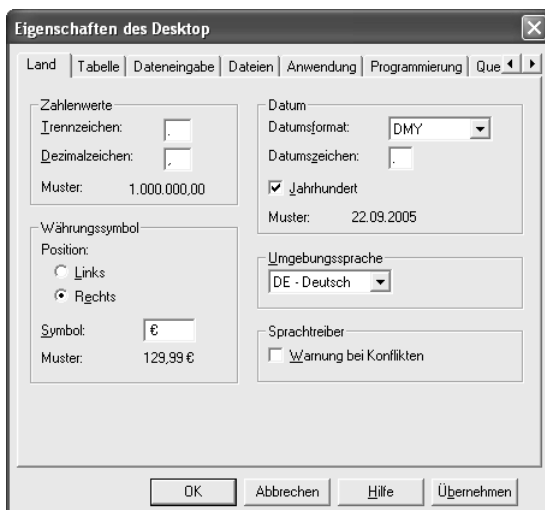 Eigenschaften des Desktop
Land Tabelle Dateneingabe Dateien Anwendung Programmierung Que
Zahlenwerte
Trennzeichen: .
Dezimalzeichen: ,
Muster: 1.000.000,00
Währungssymbol
Position:
Links
Rechts
Symbol: €
Muster: 129,99 €
Datum
Datumsformat: DMY
Datumszeichen: .
Jahrhundert
Muster: 22.09.2005
Umgebungssprache
DE - Deutsch
Sprachtreiber
Warnung bei Konflikten
OK Abbrechen Hilfe Übernehmen